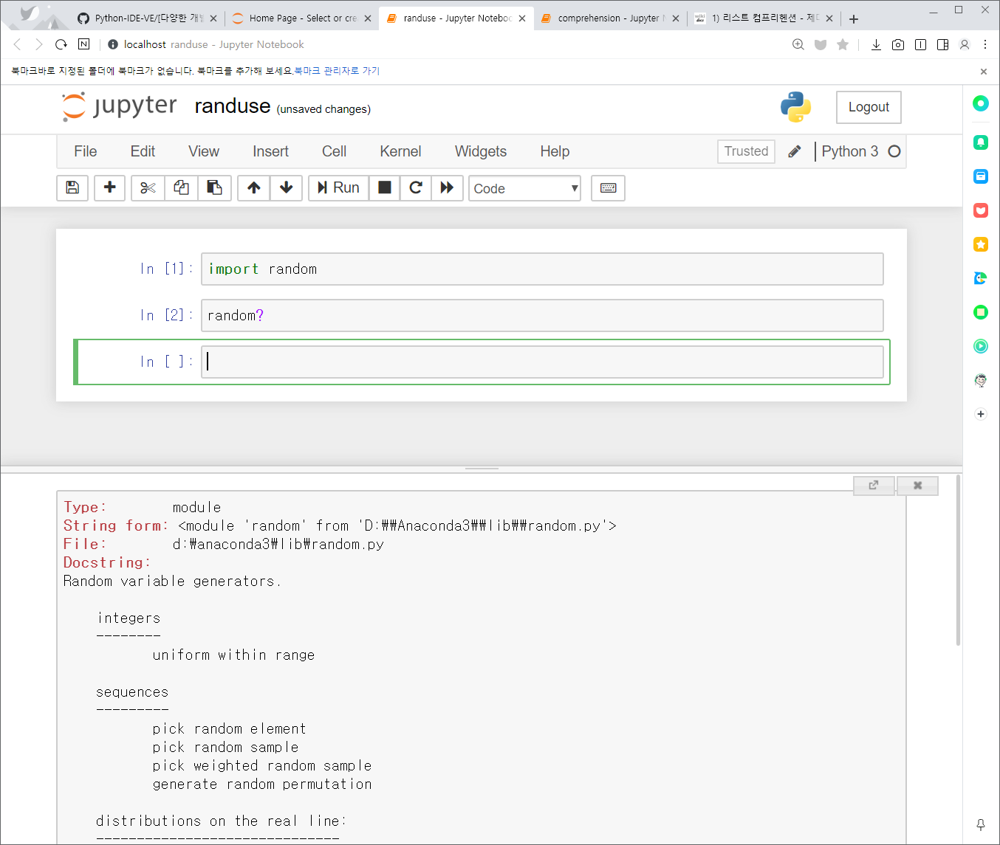 Python-IDE-VE/[다양한 개발
Home Page - Select or cre
randuse - Jupyter Noteboo
comprehension - Jupyter N
wiki docs
1) 리스트 컴프리헨션 - 제
N
localhost randuse - Jupyter Notebook
북마크바로 지정된 폴더에 북마크가 없습니다. 북마크를 추가해 보세요.북마크 관리자로 가기
jupyter randuse (unsaved changes)
Logout
File Edit View Insert Cell Kernel Widgets Help
Trusted
Python 3
Run
Code
In [1]: import random
In [2]: random?
In [ ]:
Type: module
String form: <module 'random' from 'D:₩₩Anaconda3₩₩lib₩₩random.py'>
File: d:₩anaconda3₩lib₩random.py
Docstring:
Random variable generators.
integers
--------
uniform within range
sequences
---------
pick random element
pick random sample
pick weighted random sample
generate random permutation
distributions on the real line:
------------------------------